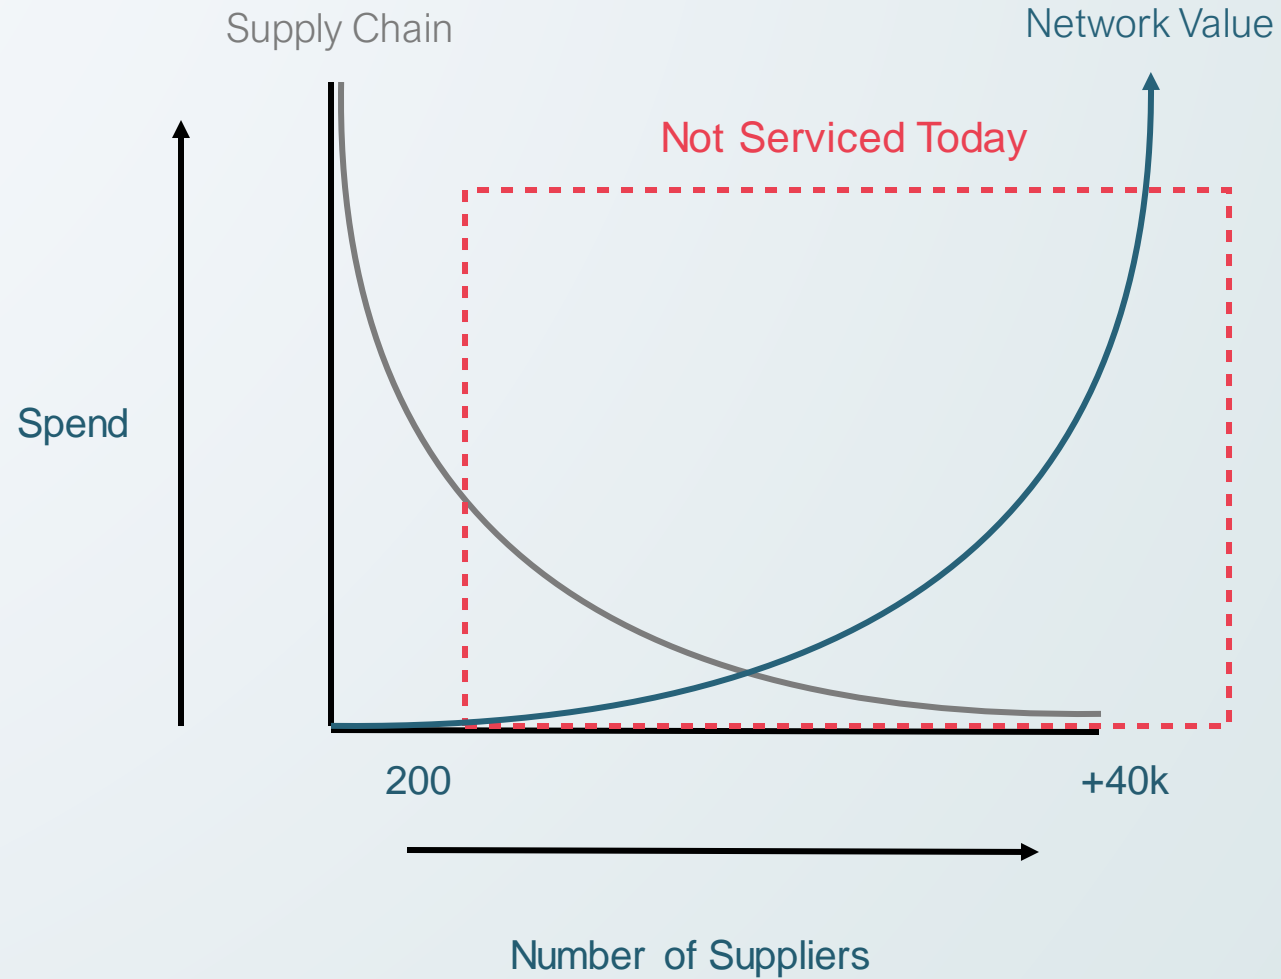 Supply Chain
Network Value
Not Serviced Today
Spend
200
+40k
Number of Suppliers